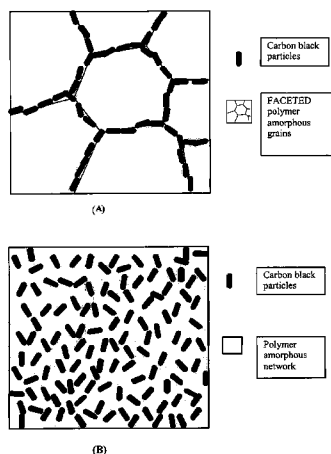 Carbon black
particles
FACETED
polymer
amorphous
grains
(A)
Carbon black
particles
Polymer
amorphous
network
(B)